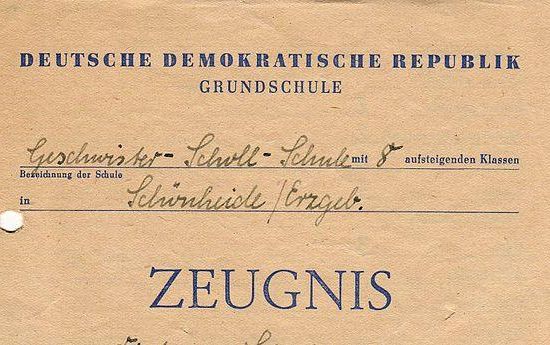 DEUTSCHE DEMOKRATISCHE REPUBLIK
GRUNDSCHULE
Geschwister-Scholl-Schule mit 8 aufsteigenden Klassen
Bezeichnung der Schule
in Schönheide/Erzgeb.
ZEUGNIS